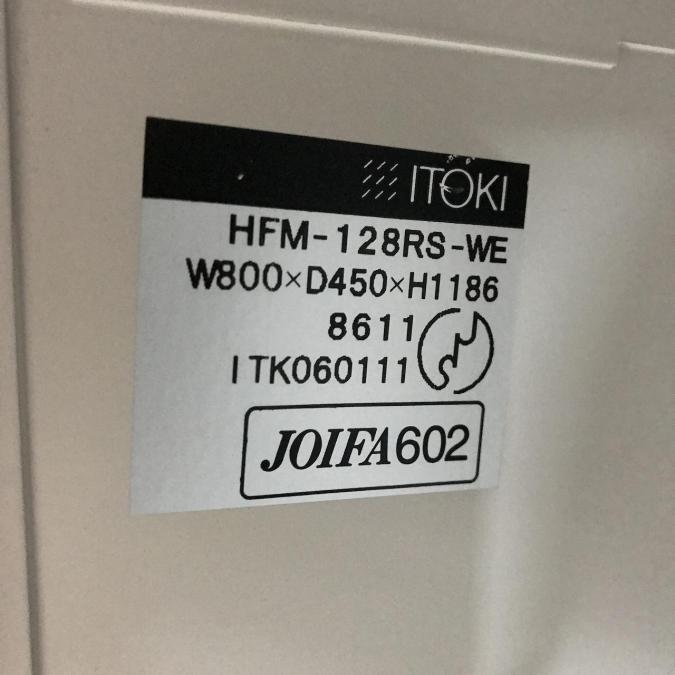 ITOKI
HFM-128RS-WE
W800×D450×H1186
8611
ITK060111
JOIFA602